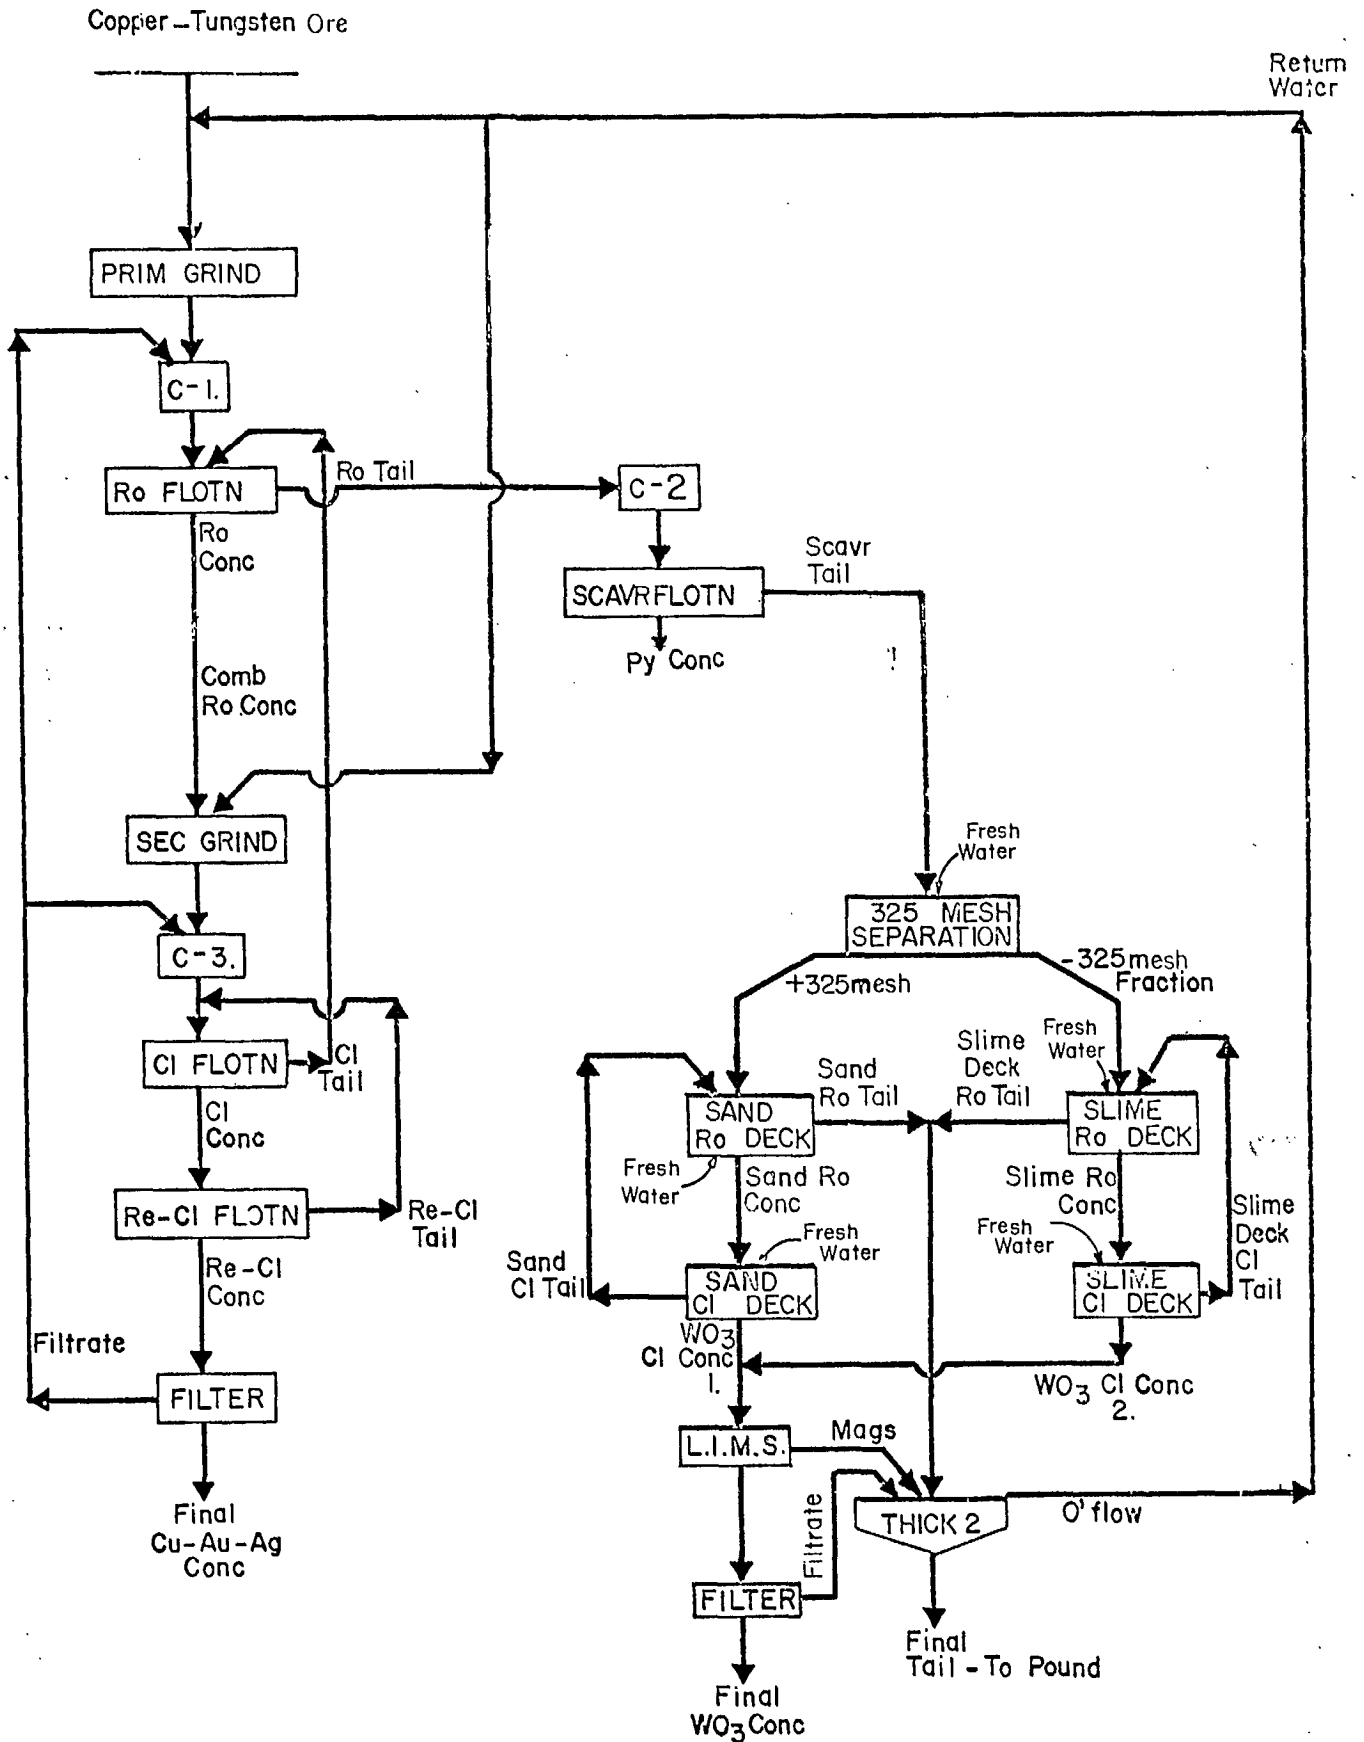 Copper-Tungsten Ore
Return
Water
PRIM GRIND
C-1.
Ro FLOTN
Ro Tail
C-2
Ro
Conc
Scavr
Tail
SCAVR FLOTN
Py Conc
Comb
Ro Conc
SEC GRIND
Fresh
Water
325 MESH
SEPARATION
C-3.
+325mesh
-325mesh
Fraction
Cl FLOTN
Cl
Tail
Cl
Conc
Sand
Ro Tail
Slime
Deck
Ro Tail
Fresh
Water
SAND
Ro DECK
SLIME
Ro DECK
Fresh
Water
Sand Ro
Conc
Slime Ro
Conc
Re-Cl FLOTN
Re-Cl
Tail
Slime
Deck
Cl
Tail
Re-Cl
Conc
Sand
Cl Tail
Fresh
Water
Fresh
Water
SAND
Cl DECK
SLIME
Cl DECK
Filtrate
WO3
Cl Conc
1.
WO3 Cl Conc
2.
FILTER
L.I.M.S.
Mags
Final
Cu-Au-Ag
Conc
Filtrate
THICK 2
O'flow
FILTER
Final
Tail - To Pound
Final
WO3 Conc